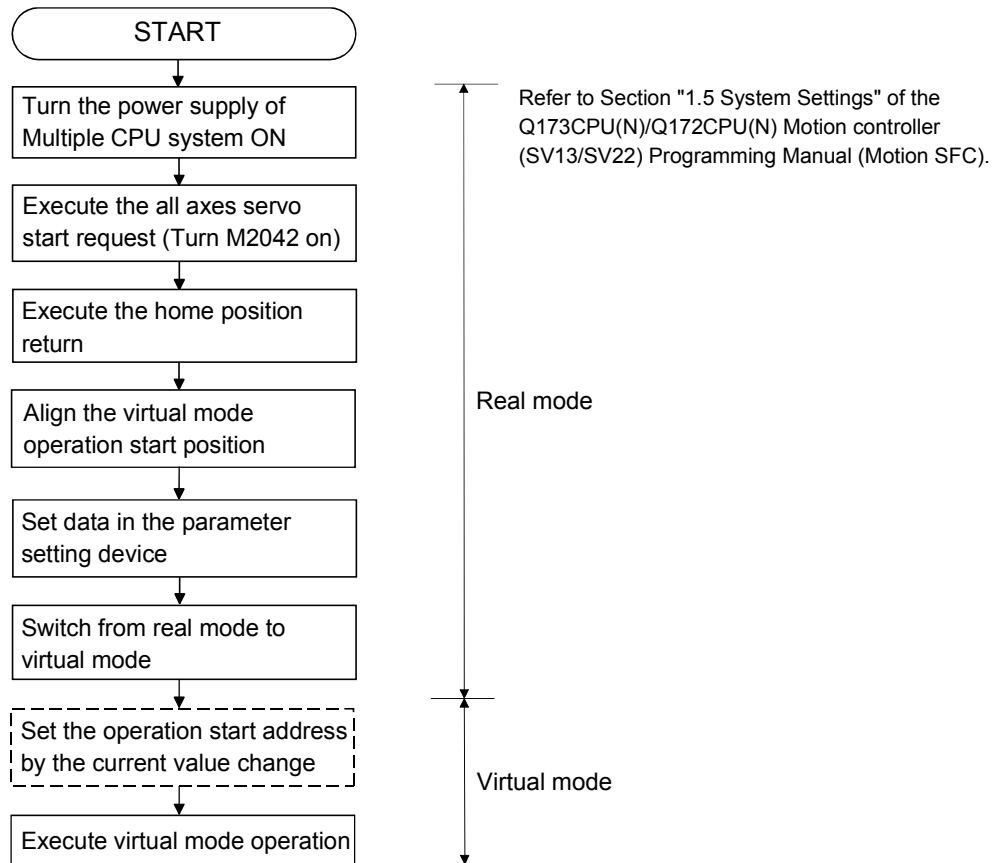 START
Turn the power supply of
Multiple CPU system ON
Refer to Section "1.5 System Settings" of the
Q173CPU(N)/Q172CPU(N) Motion controller
(SV13/SV22) Programming Manual (Motion SFC).
Execute the all axes servo
start request (Turn M2042 on)
Execute the home position
return
Align the virtual mode
operation start position
Real mode
Set data in the parameter
setting device
Switch from real mode to
virtual mode
Set the operation start address
by the current value change
Virtual mode
Execute virtual mode operation